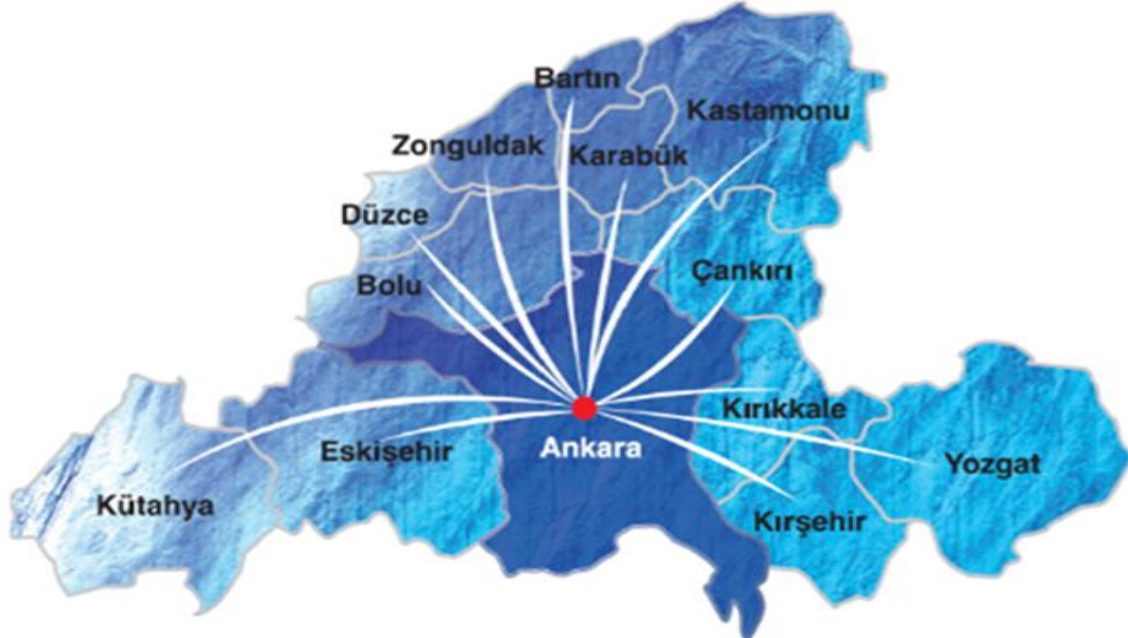 Bartın
Kastamonu
Zonguldak
Karabük
Düzce
Bolu
Çankırı
Kırıkkale
Eskişehir
Ankara
Yozgat
Kütahya
Kırşehir